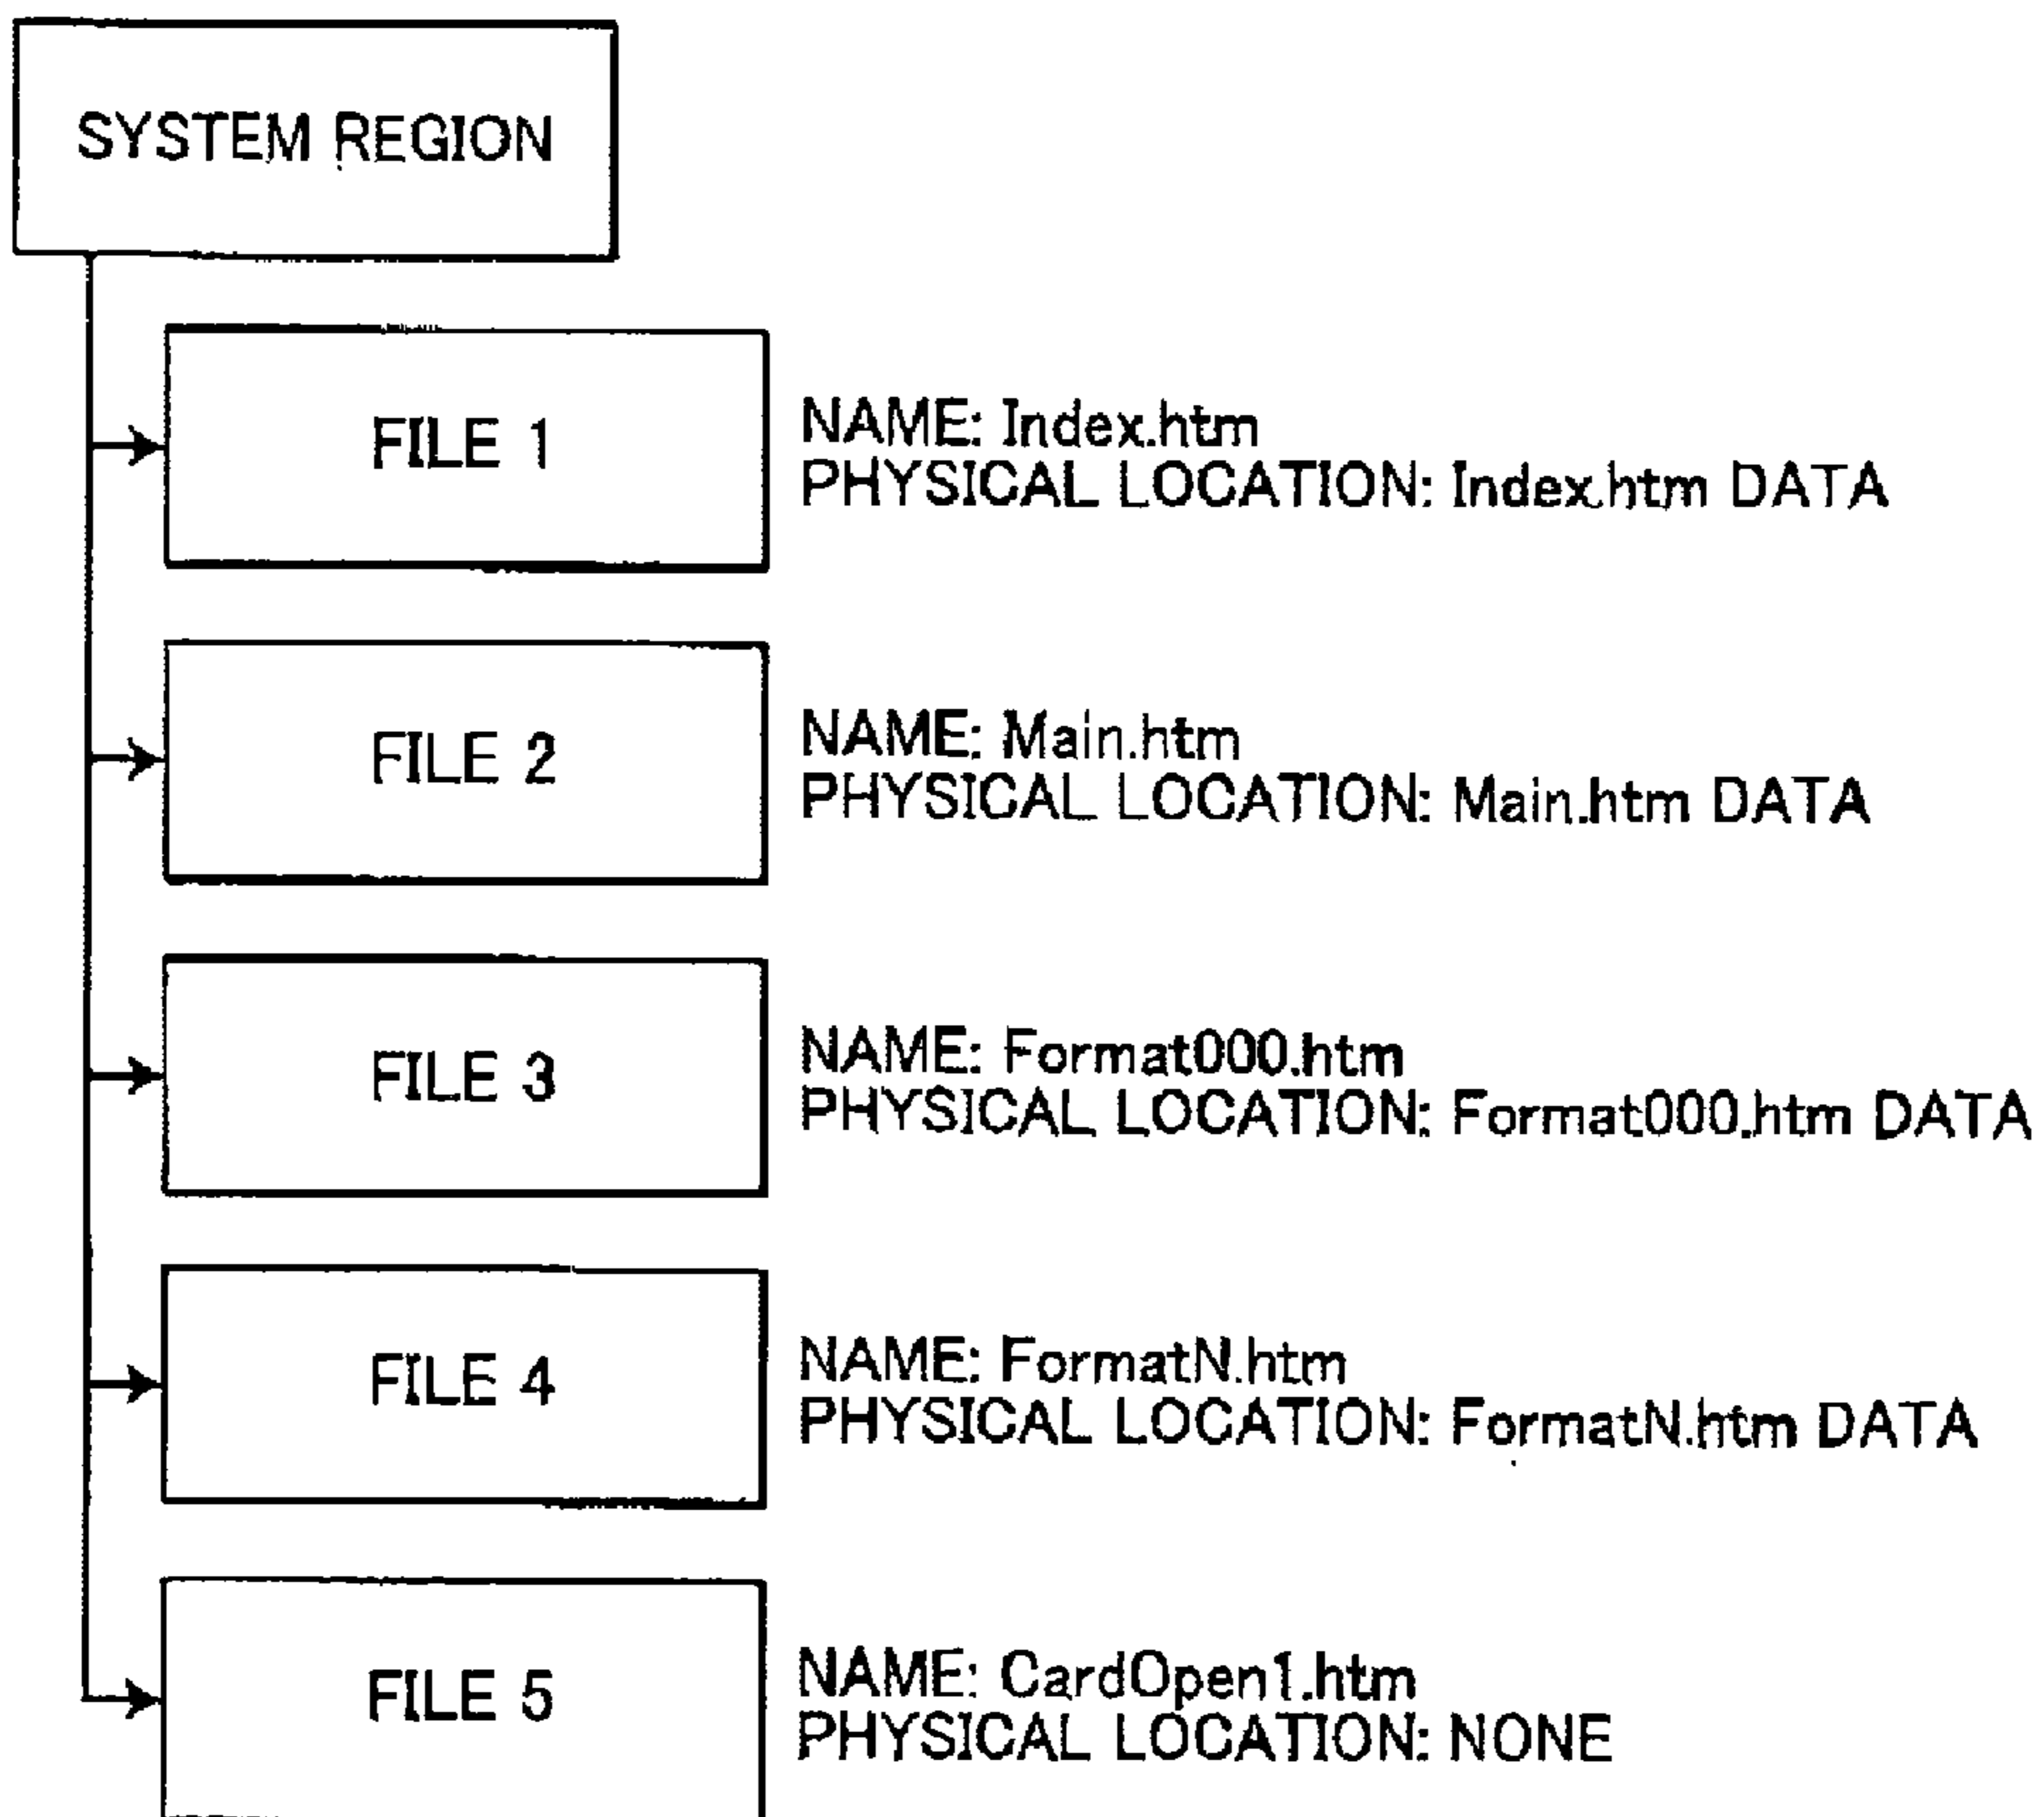 SYSTEM REGION
FILE 1
NAME: Index.htm
PHYSICAL LOCATION: Index.htm DATA
FILE 2
NAME: Main.htm
PHYSICAL LOCATION: Main.htm DATA
FILE 3
NAME: Format000.htm
PHYSICAL LOCATION: Format000.htm DATA
FILE 4
NAME: FormatN.htm
PHYSICAL LOCATION: FormatN.htm DATA
FILE 5
NAME: CardOpen1.htm
PHYSICAL LOCATION: NONE